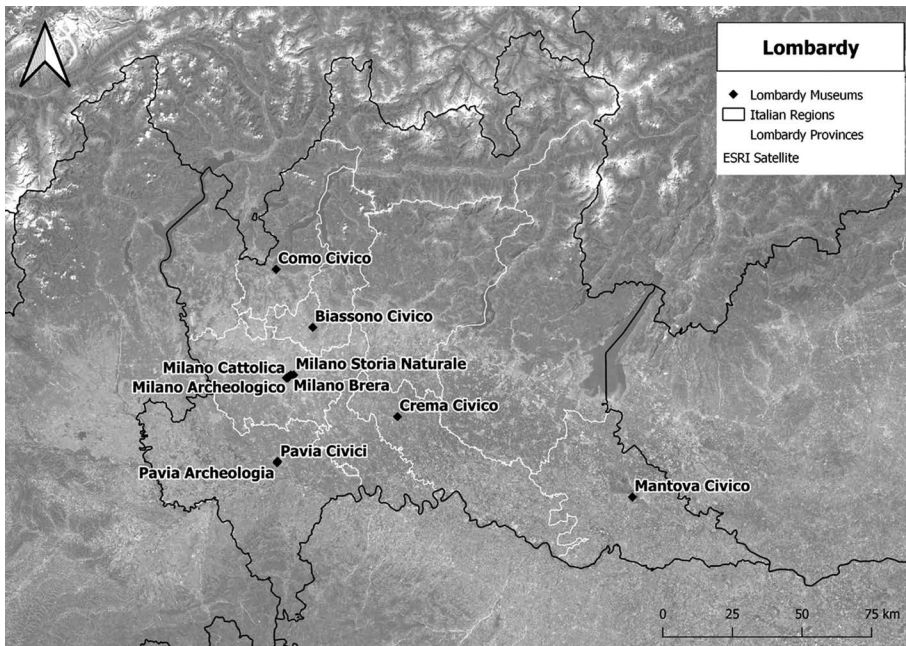 Lombardy
Lombardy Museums
Italian Regions
Lombardy Provinces
ESRI Satellite
Como Civico
Biassono Civico
Milano Cattolica
Milano Storia Naturale
Milano Archeologico
Milano Brera
Crema Civico
Pavia Civici
Pavia Archeologia
Mantova Civico
0 25 50 75 km